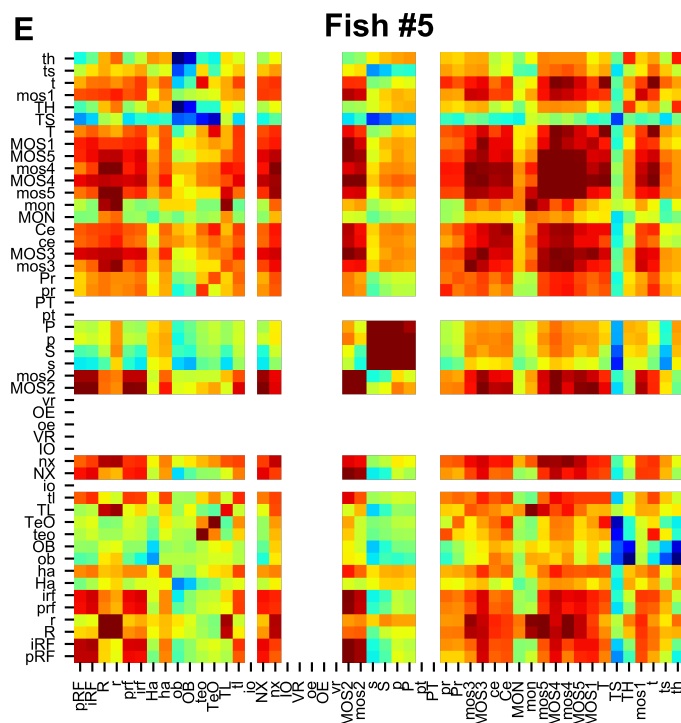 E
Fish #5
th
ts
t
mos1
TH
TS
T
MOS1
MOS5
mos4
MOS4
mos5
mon
MON
Ce
ce
MOS3
mos3
Pr
pr
PT
pt
P
p
S
s
mos2
MOS2
vr
OE
oe
VR
IO
nx
NX
io
tl
TL
TeO
teo
OB
ob
ha
Ha
irf
prf
r
R
iRF
pRF
pRF iRF R r prf irf Ha ha ob OB teo TeO TL tl io NX nx IO VR oe OE vr MOS2 mos2 s S p P pt PT pr Pr mos3 MOS3 ce Ce MON mon mos5 MOS4 mos4 MOS5 MOS1 T TS TH mos1 t ts th